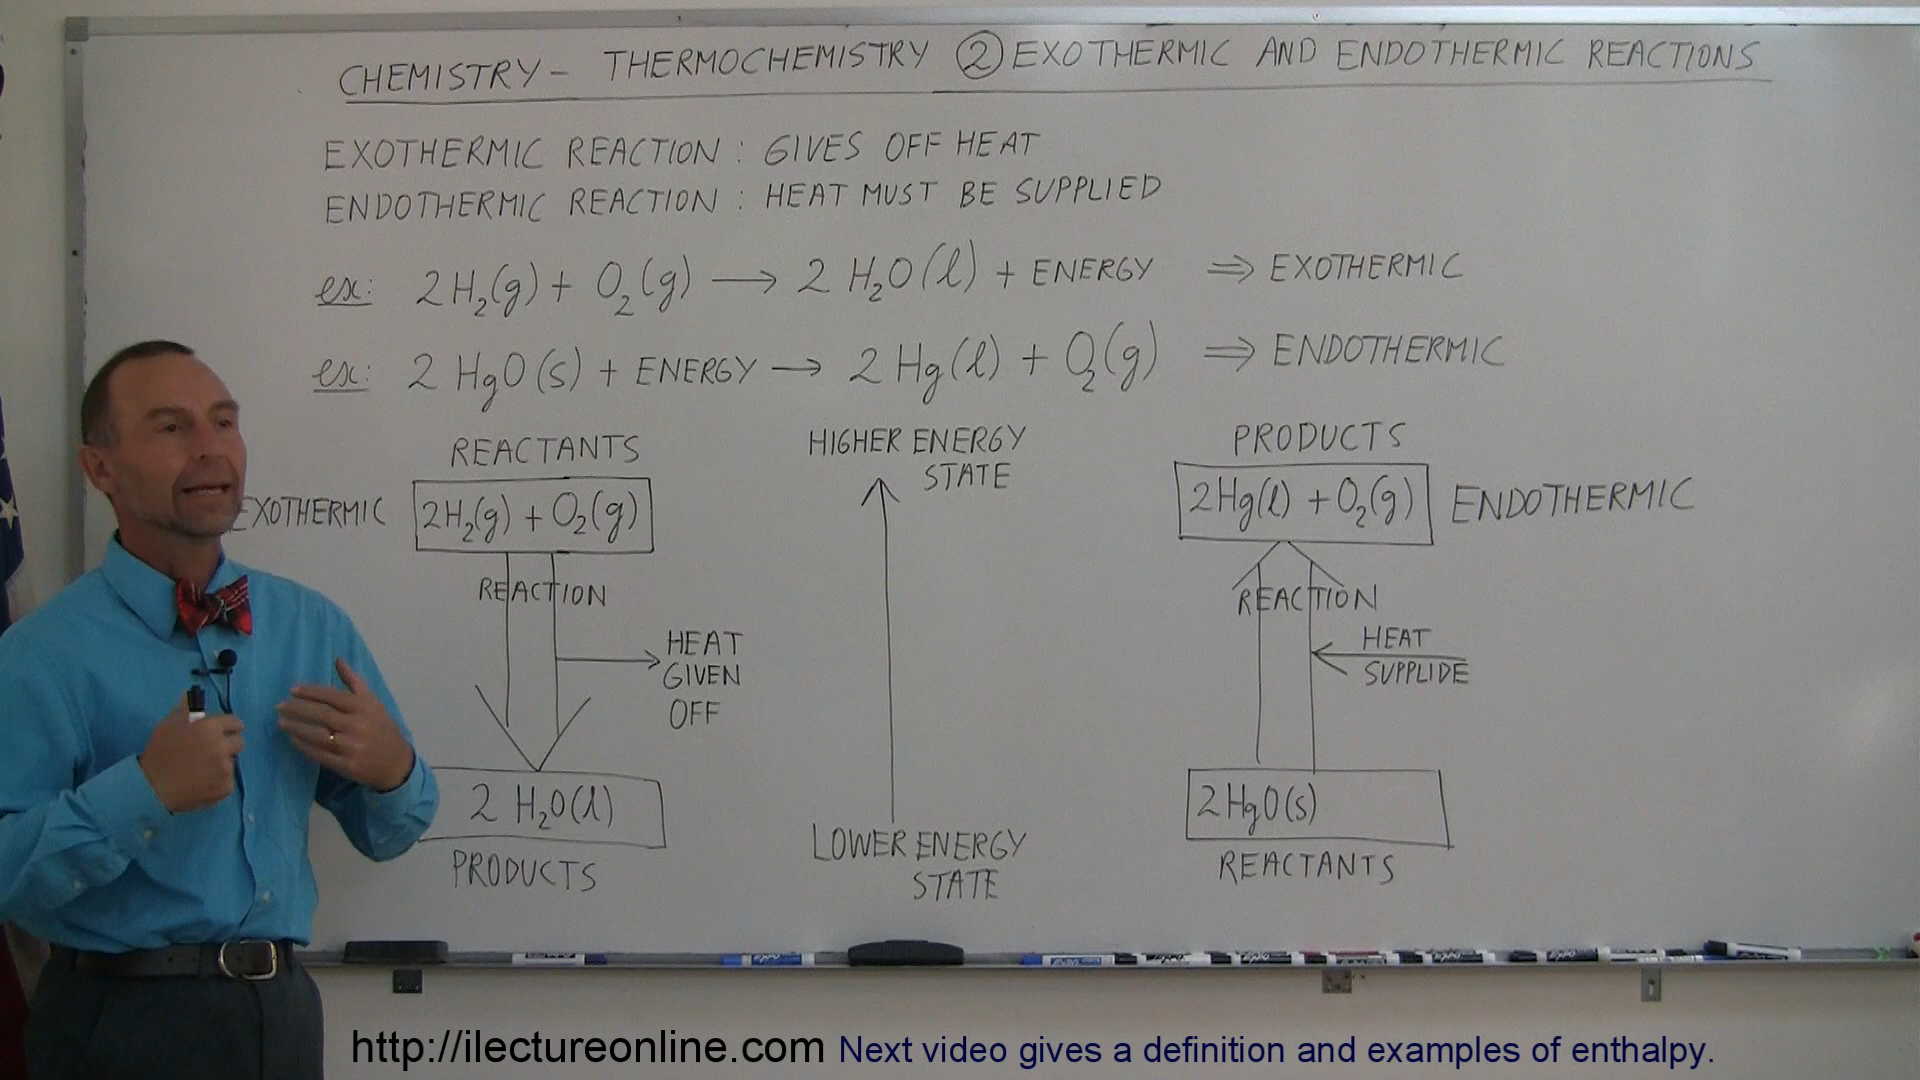 CHEMISTRY - THERMOCHEMISTRY ② EXOTHERMIC AND ENDOTHERMIC REACTIONS
EXOTHERMIC REACTION : GIVES OFF HEAT
ENDOTHERMIC REACTION : HEAT MUST BE SUPPLIED
ex: 2H₂(g) + O₂(g) → 2 H₂O(l) + ENERGY ⇒ EXOTHERMIC
ex: 2 HgO(s) + ENERGY → 2 Hg(l) + O₂(g) ⇒ ENDOTHERMIC
REACTANTS
EXOTHERMIC 2H₂(g) + O₂(g)
REACTION
HEAT
GIVEN
OFF
2 H₂O(l)
PRODUCTS
HIGHER ENERGY
STATE
LOWER ENERGY
STATE
PRODUCTS
2Hg(l) + O₂(g) ENDOTHERMIC
REACTION
HEAT
SUPPLIDE
2HgO(s)
REACTANTS
http://ilectureonline.com Next video gives a definition and examples of enthalpy.